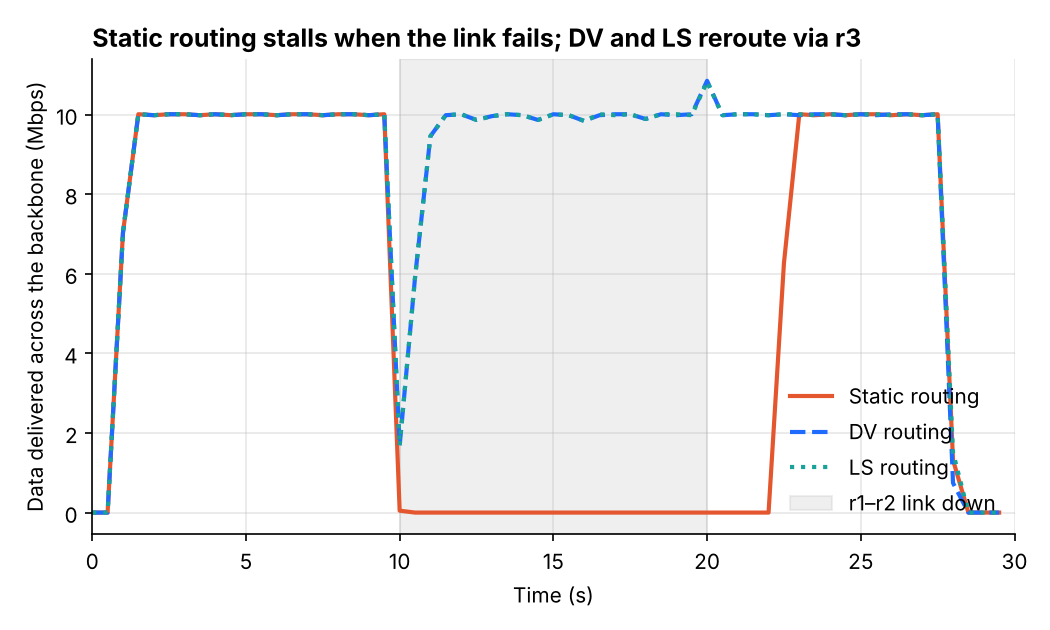 Static routing stalls when the link fails; DV and LS reroute via r3
Data delivered across the backbone (Mbps)
10
8
6
4
2
0
Static routing
DV routing
LS routing
r1–r2 link down
0 5 10 15 20 25 30
Time (s)